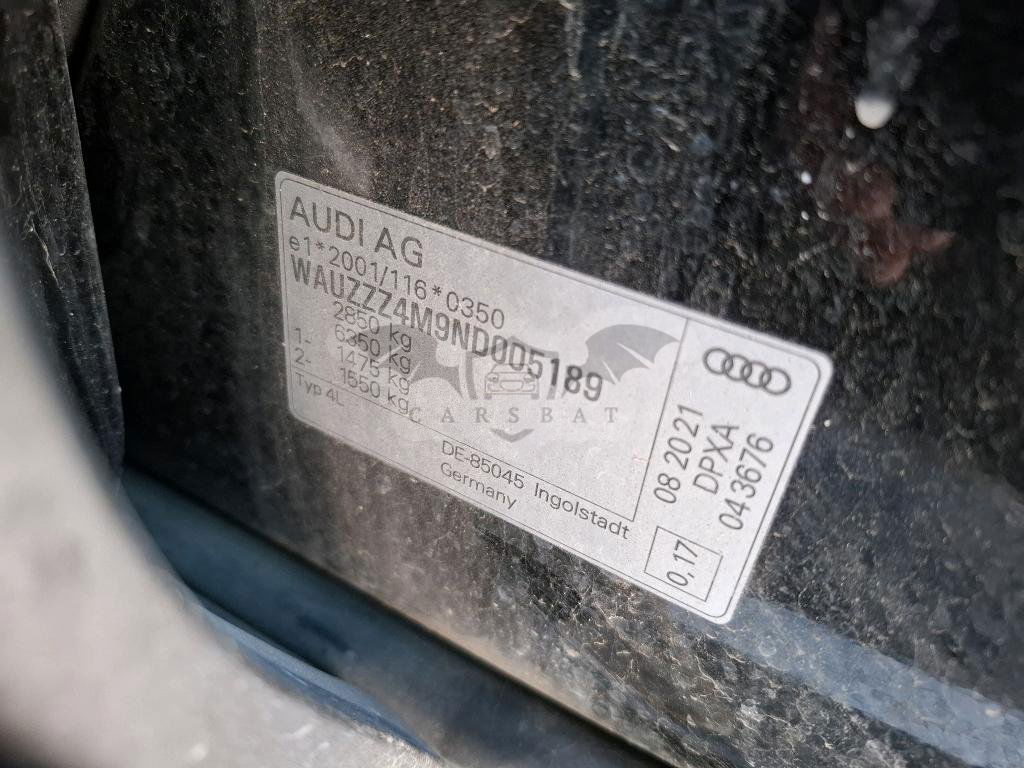 AUDI AG
e1*2001/116*0350
WAUZZZ4M9ND005189
2850 kg
6350 kg
1- 1475 kg
2- 1550 kg
Typ 4L
DE-85045 Ingolstadt
Germany
08 2021
DPXA
043676
0,17
CARSBAT